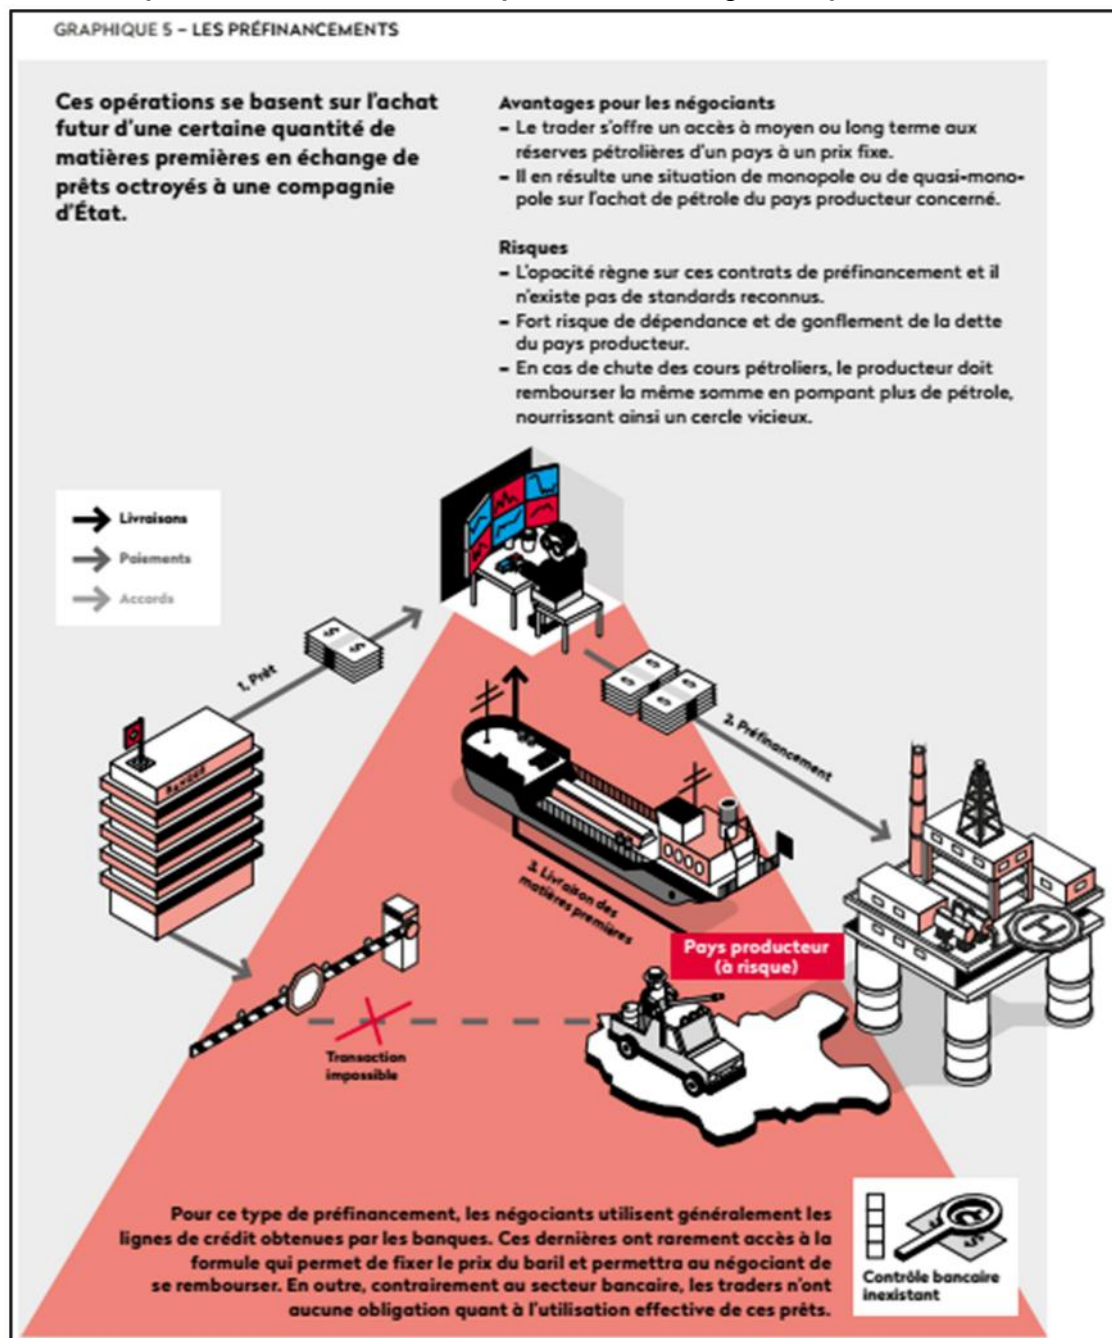 GRAPHIQUE 5 – LES PRÉFINANCEMENTS
Ces opérations se basent sur l'achat
futur d'une certaine quantité de
matières premières en échange de
prêts octroyés à une compagnie
d'État.
Avantages pour les négociants
– Le trader s'offre un accès à moyen ou long terme aux
réserves pétrolières d'un pays à un prix fixe.
– Il en résulte une situation de monopole ou de quasi-mono-
pole sur l'achat de pétrole du pays producteur concerné.
Risques
– L'opacité règne sur ces contrats de préfinancement et il
n'existe pas de standards reconnus.
– Fort risque de dépendance et de gonflement de la dette
du pays producteur.
– En cas de chute des cours pétroliers, le producteur doit
rembourser la même somme en pompant plus de pétrole,
nourrissant ainsi un cercle vicieux.
Livraisons
Paiements
Accords
1. Prêt
2. Préfinancement
BANQUE
3. Livraison des
matières premières
H
Pays producteur
(à risque)
Transaction
impossible
Pour ce type de préfinancement, les négociants utilisent généralement les
lignes de crédit obtenues par les banques. Ces dernières ont rarement accès à la
formule qui permet de fixer le prix du baril et permettra au négociant de
se rembourser. En outre, contrairement au secteur bancaire, les traders n'ont
aucune obligation quant à l'utilisation effective de ces prêts.
Contrôle bancaire
inexistant